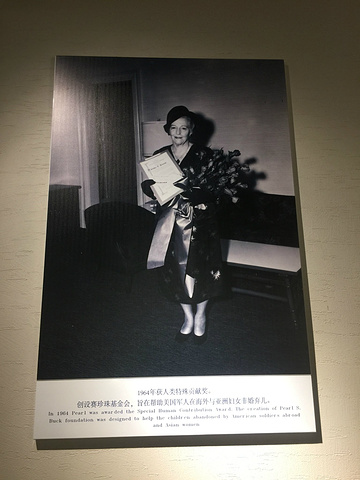 1964年获人类特殊贡献奖。
创设赛珍珠基金会，旨在帮助美国军人在海外与亚洲妇女非婚弃儿。
In 1964 Pearl was awarded the Special Human Contribution Award. The creation of Pearl S.
Buck foundation was designed to help the children abandoned by American soldiers abroad
and Asian women